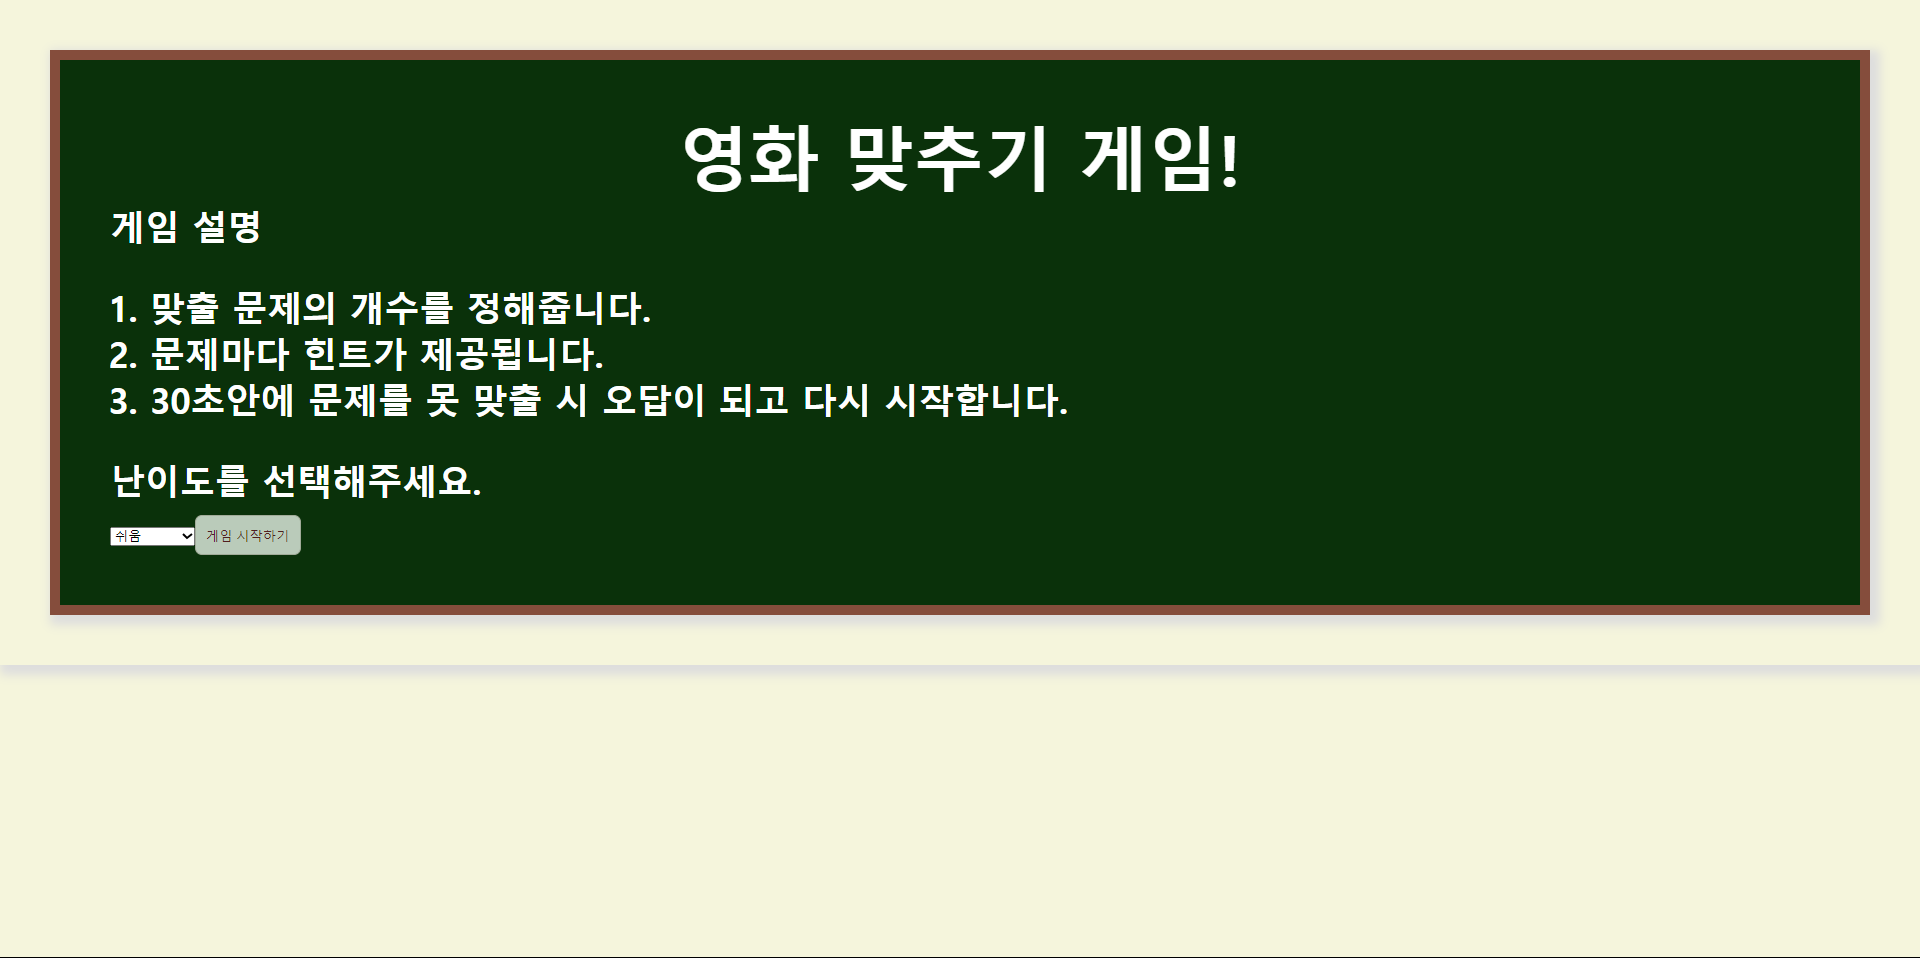 영화 맞추기 게임!
게임 설명
1. 맞출 문제의 개수를 정해줍니다.
2. 문제마다 힌트가 제공됩니다.
3. 30초안에 문제를 못 맞출 시 오답이 되고 다시 시작합니다.
난이도를 선택해주세요.
쉬움 게임 시작하기